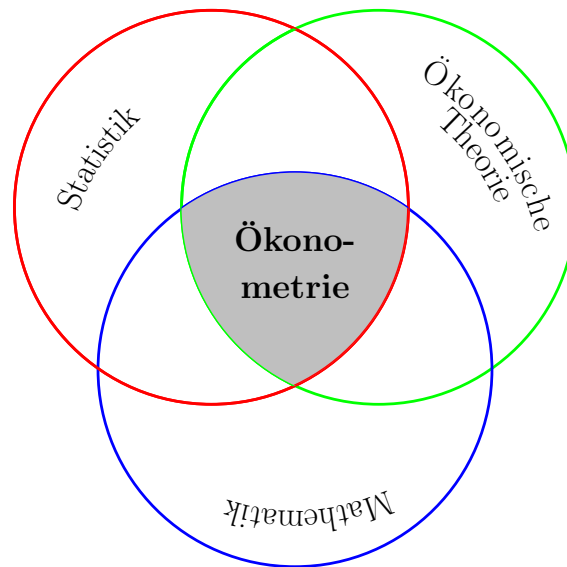 Statistik
Ökonomische
Theorie
Ökono-
metrie
Mathematik